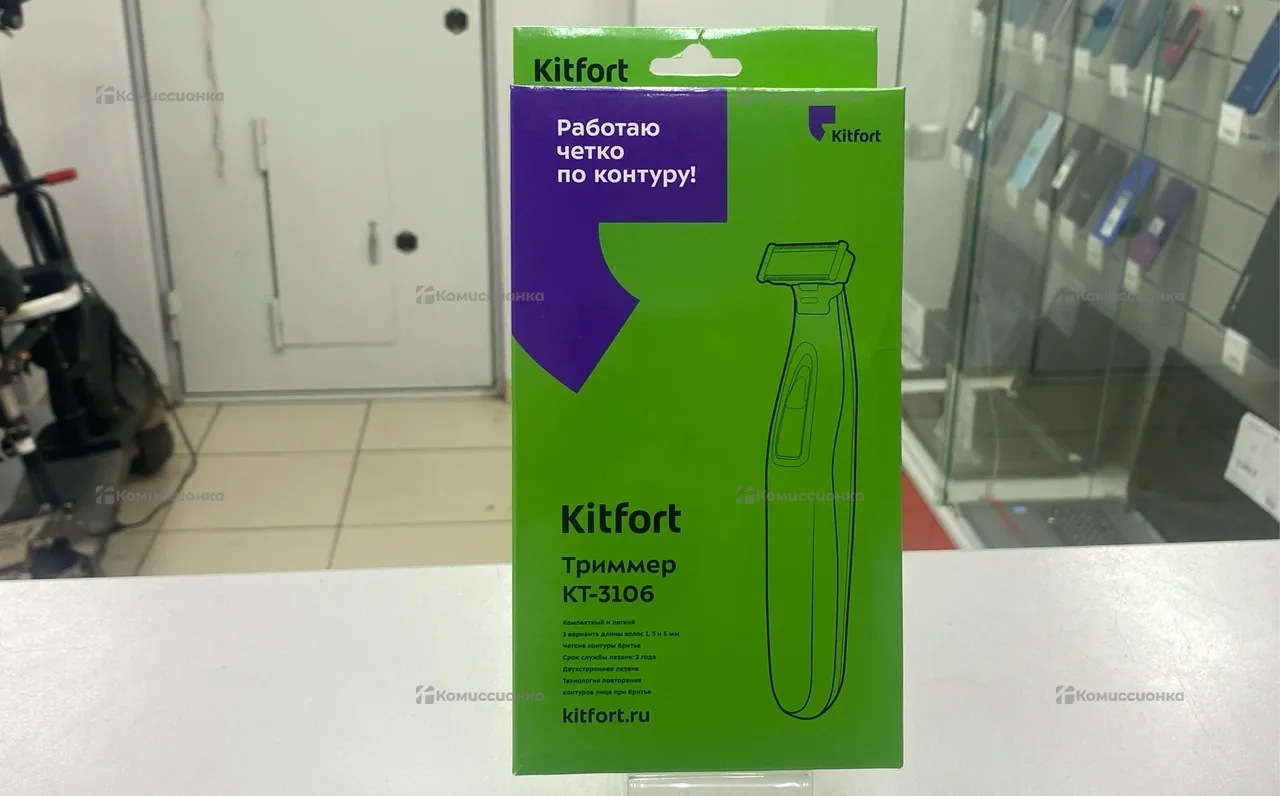 Kitfort
Работаю
четко
по контуру!
Kitfort
Kitfort
Триммер
КТ-3106
Компактный и легкий
3 варианта длины волос 1, 3 и 5 мм
Четкие контуры бритья
Срок службы лезвия: 2 года
Двухстороннее лезвие
Технология повторения
контуров лица при бритье
kitfort.ru
Комиссионка
Комиссионка
Комиссионка
Комиссионка
Комиссионка
Комиссионка
Комиссионка